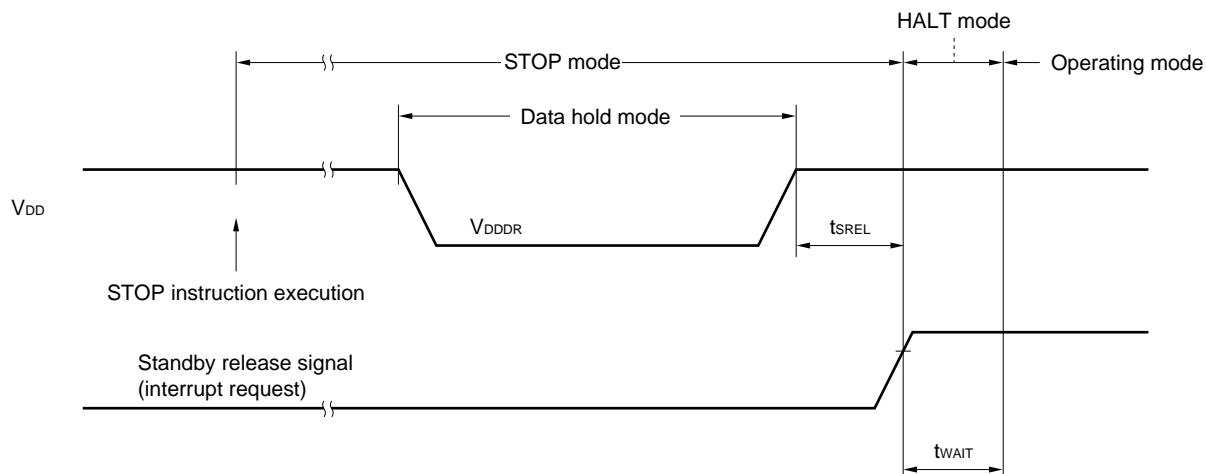 HALT mode
STOP mode
Operating mode
Data hold mode
VDD
VDDDR
tSREL
STOP instruction execution
Standby release signal
(interrupt request)
tWAIT